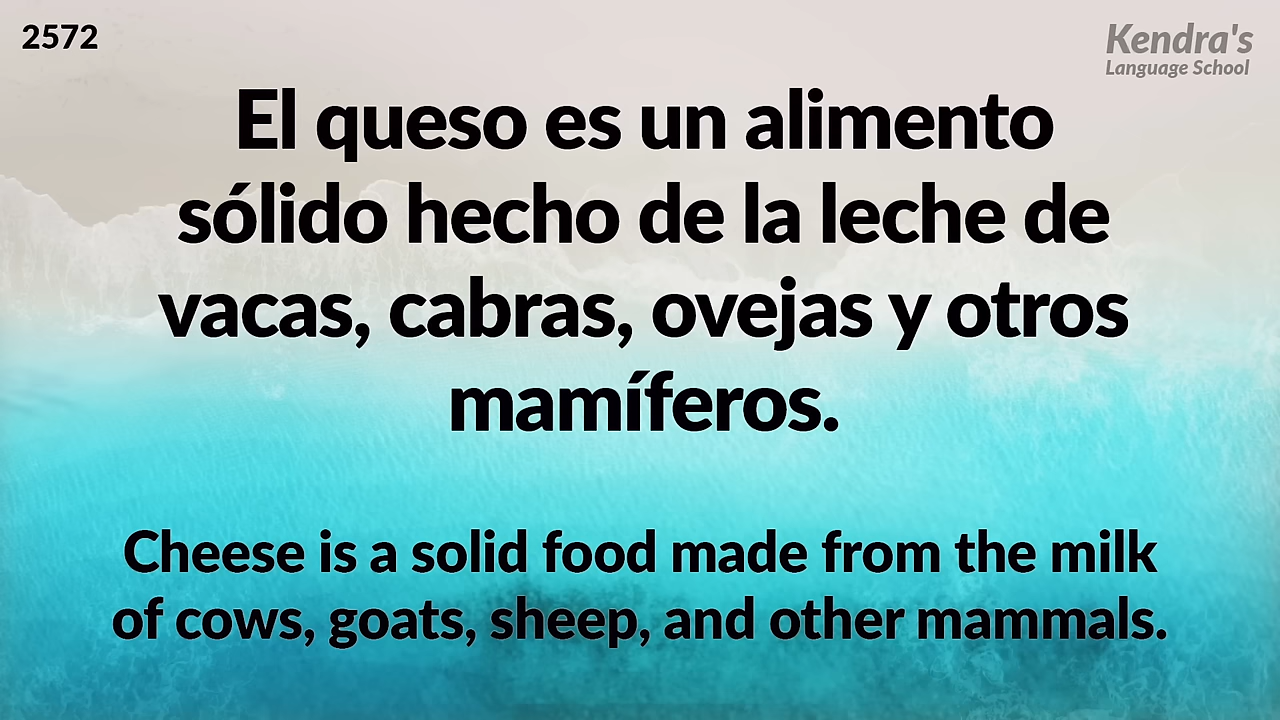 2572
Kendra's
Language School
El queso es un alimento
sólido hecho de la leche de
vacas, cabras, ovejas y otros
mamíferos.
Cheese is a solid food made from the milk
of cows, goats, sheep, and other mammals.